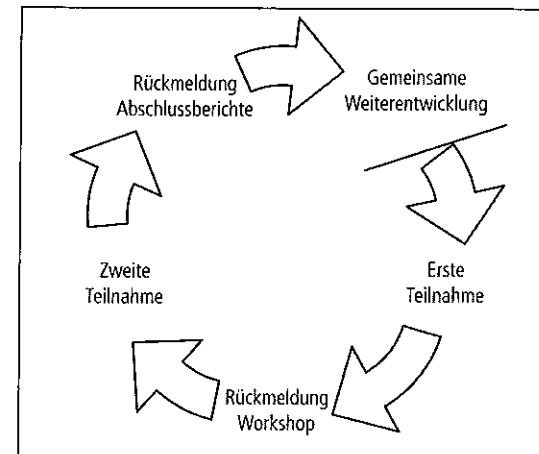 Rückmeldung
Abschlussberichte
Gemeinsame
Weiterentwicklung
Zweite
Teilnahme
Erste
Teilnahme
Rückmeldung
Workshop